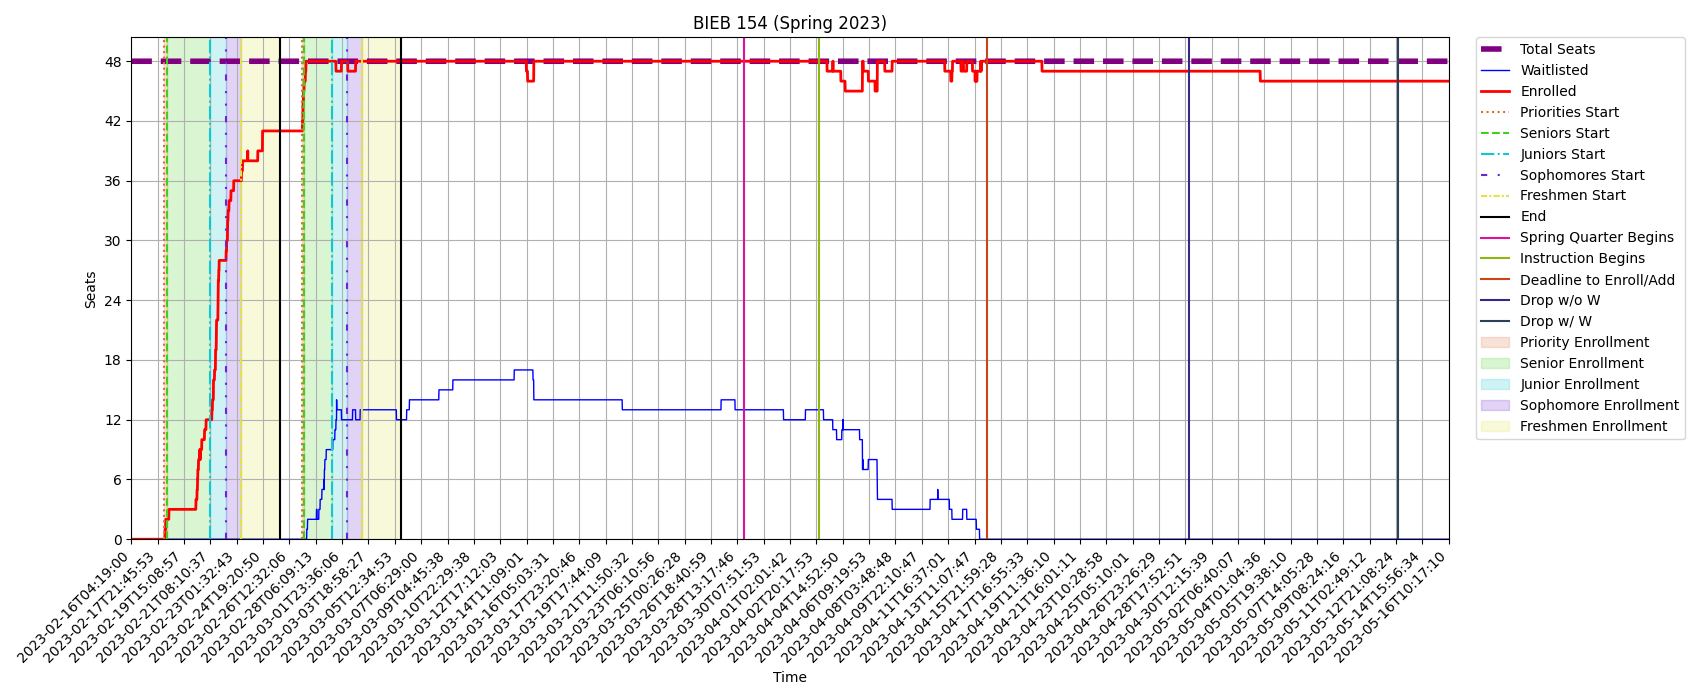 BIEB 154 (Spring 2023)
Seats
48
42
36
30
24
18
12
6
0
2023-02-16T04:19:00
2023-02-17T21:45:53
2023-02-19T15:08:57
2023-02-21T08:10:37
2023-02-23T01:32:43
2023-02-24T19:20:50
2023-02-26T12:32:06
2023-02-28T06:09:13
2023-03-01T23:36:06
2023-03-03T18:58:27
2023-03-05T12:34:53
2023-03-07T06:29:00
2023-03-09T04:45:38
2023-03-10T22:29:38
2023-03-12T17:12:03
2023-03-14T11:09:01
2023-03-16T05:03:31
2023-03-17T23:20:46
2023-03-19T17:44:09
2023-03-21T11:50:32
2023-03-23T06:10:56
2023-03-25T00:26:28
2023-03-26T18:40:59
2023-03-28T13:17:46
2023-03-30T07:51:53
2023-04-01T02:01:42
2023-04-02T20:17:53
2023-04-04T14:52:50
2023-04-06T09:19:53
2023-04-08T03:48:48
2023-04-09T22:10:47
2023-04-11T16:37:01
2023-04-13T11:07:47
2023-04-15T21:59:28
2023-04-17T16:55:33
2023-04-19T11:36:10
2023-04-21T06:01:11
2023-04-23T10:28:58
2023-04-25T05:10:01
2023-04-26T23:26:29
2023-04-28T17:52:51
2023-04-30T12:15:39
2023-05-02T06:40:07
2023-05-04T01:04:36
2023-05-05T19:38:10
2023-05-07T14:05:28
2023-05-09T08:24:16
2023-05-11T02:49:12
2023-05-12T21:08:24
2023-05-14T15:56:34
2023-05-16T10:17:10
Time
Total Seats
Waitlisted
Enrolled
Priorities Start
Seniors Start
Juniors Start
Sophomores Start
Freshmen Start
End
Spring Quarter Begins
Instruction Begins
Deadline to Enroll/Add
Drop w/o W
Drop w/ W
Priority Enrollment
Senior Enrollment
Junior Enrollment
Sophomore Enrollment
Freshmen Enrollment